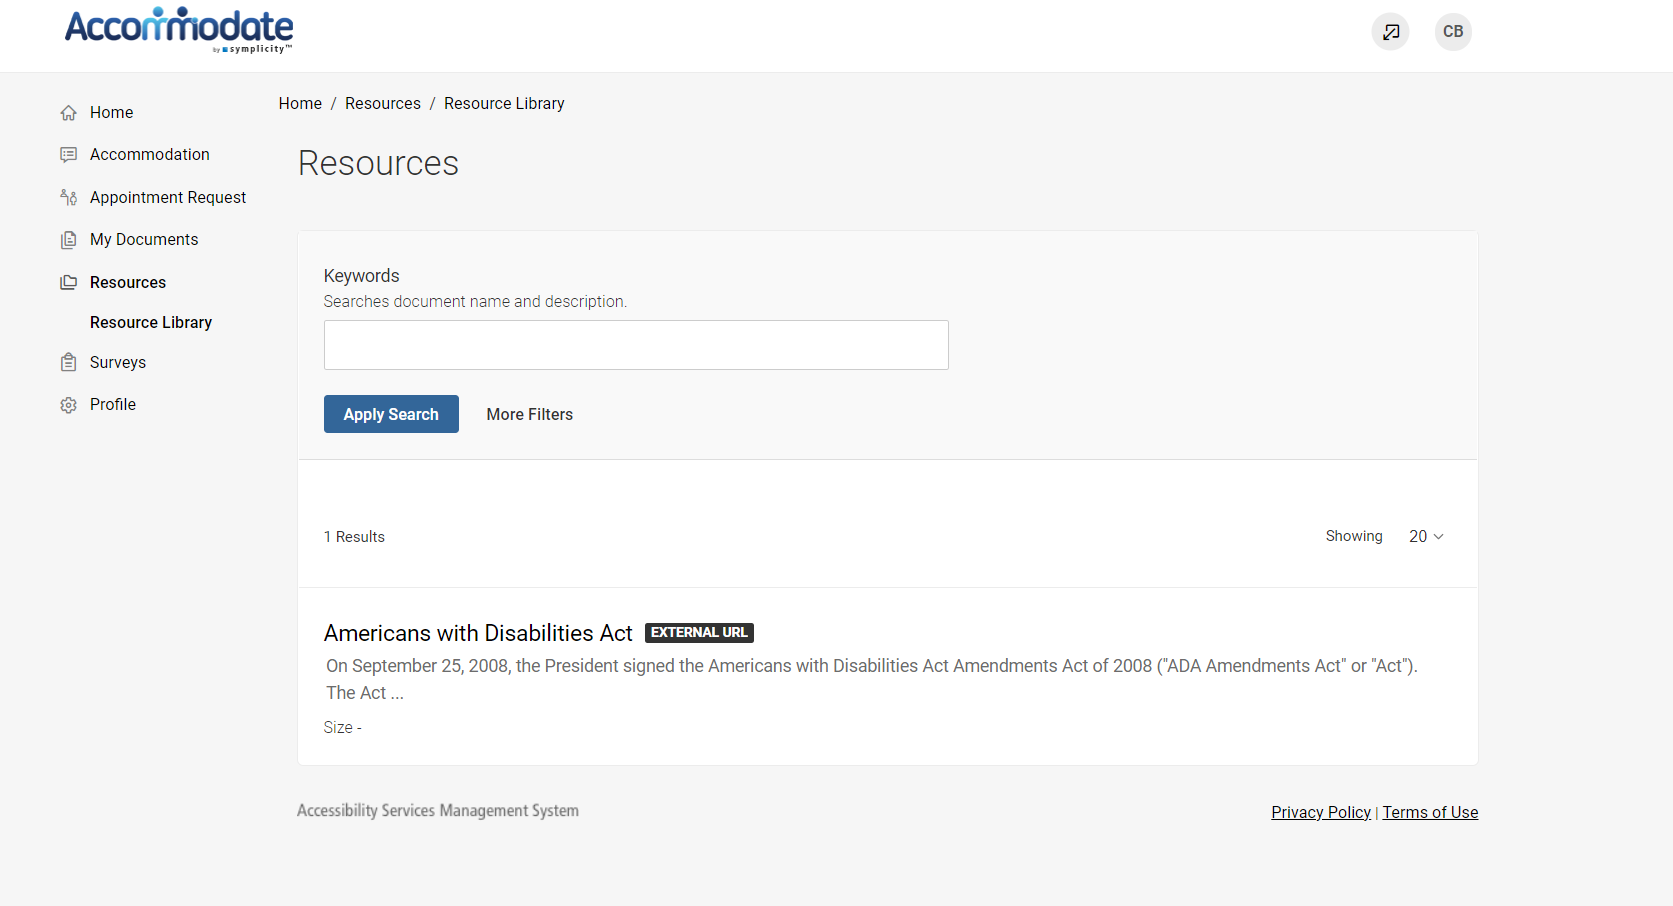 Accommodate
by symplicity™
CB
Home
Accommodation
Appointment Request
My Documents
Resources
Resource Library
Surveys
Profile
Home / Resources / Resource Library
Resources
Keywords
Searches document name and description.
Apply Search More Filters
1 Results
Showing 20
Americans with Disabilities Act EXTERNAL URL
On September 25, 2008, the President signed the Americans with Disabilities Act Amendments Act of 2008 ("ADA Amendments Act" or "Act").
The Act ...
Size -
Accessibility Services Management System
Privacy Policy | Terms of Use